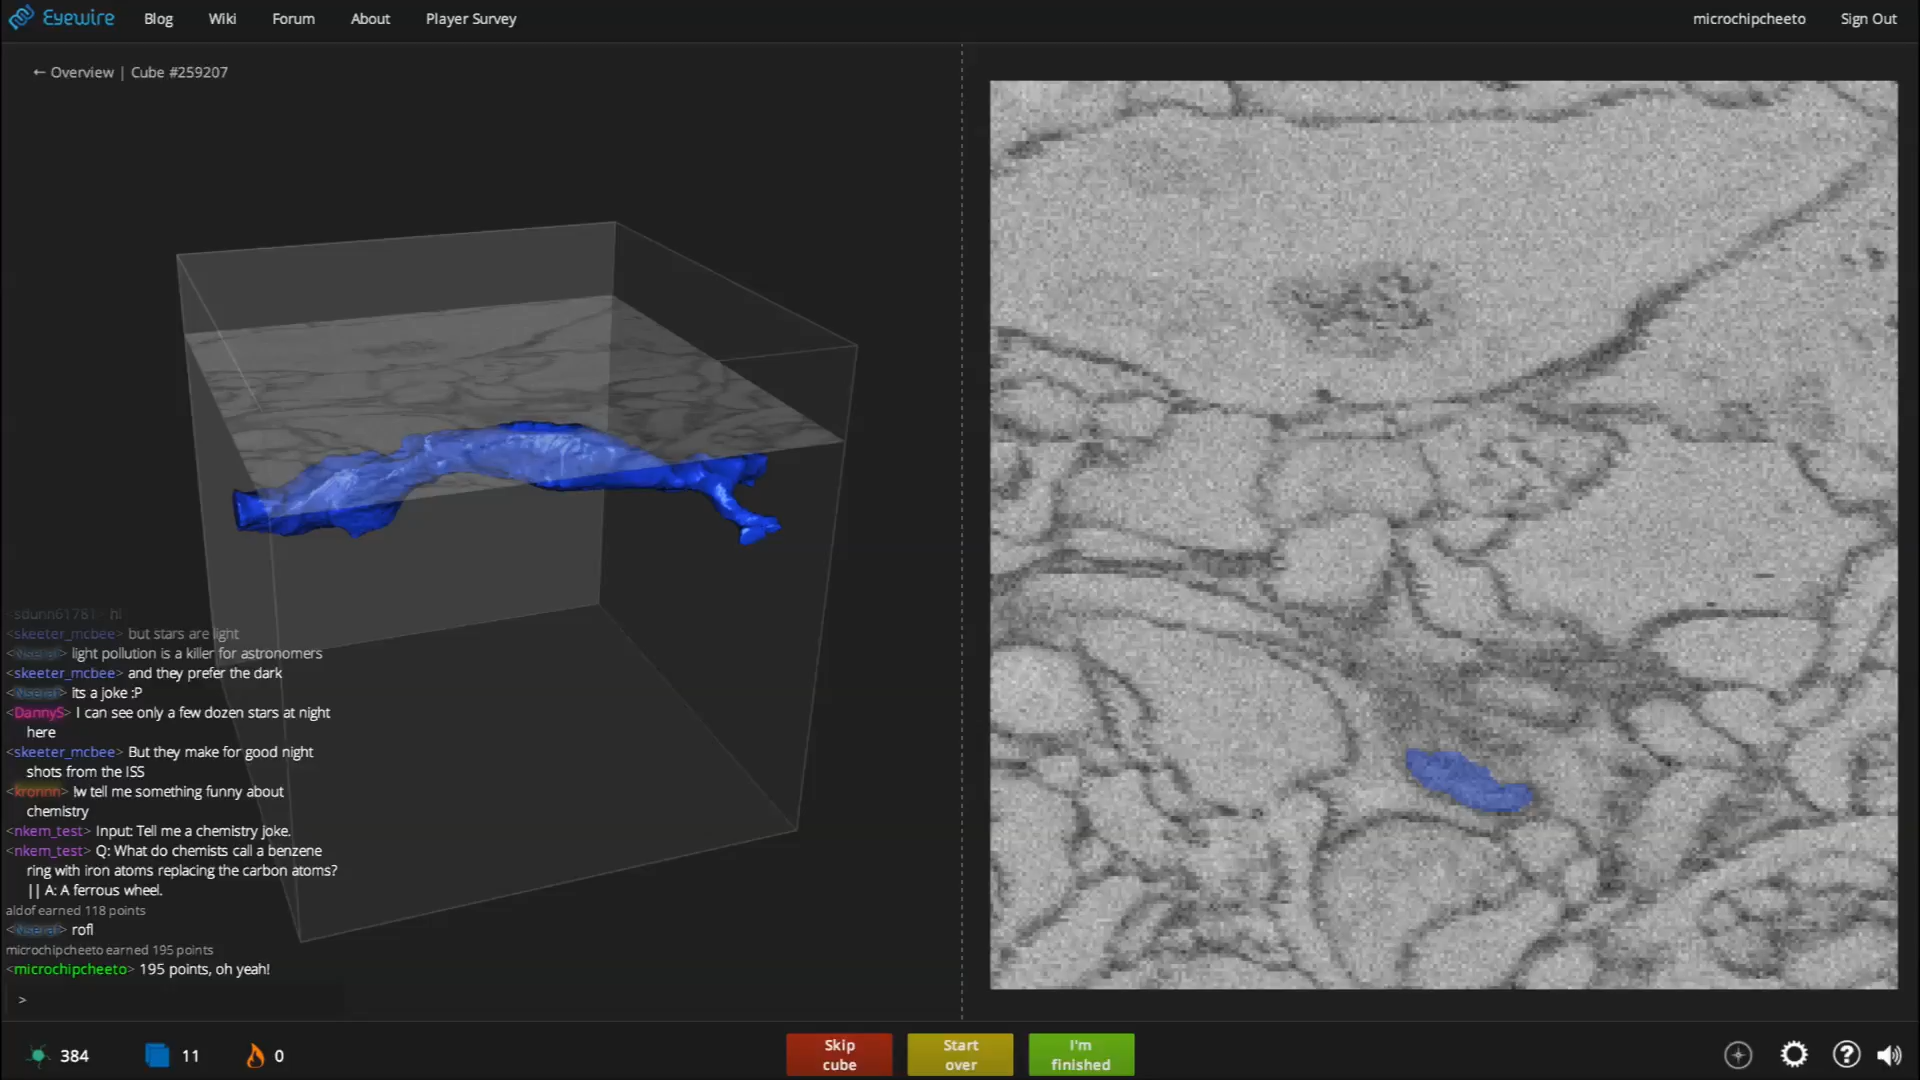 Eyewire Blog Wiki Forum About Player Survey microchipcheeto Sign Out
← Overview | Cube #259207
<sdunn61781> hi
<skeeter_mcbee> but stars are light
<Nseraf> light pollution is a killer for astronomers
<skeeter_mcbee> and they prefer the dark
<Nseraf> its a joke :P
<DannyS> I can see only a few dozen stars at night
here
<skeeter_mcbee> But they make for good night
shots from the ISS
<kronnn> !w tell me something funny about
chemistry
<nkem_test> Input: Tell me a chemistry joke.
<nkem_test> Q: What do chemists call a benzene
ring with iron atoms replacing the carbon atoms?
|| A: A ferrous wheel.
aldof earned 118 points
<Nseraf> rofl
microchipcheeto earned 195 points
<microchipcheeto> 195 points, oh yeah!
>
384 11 0
Skip
cube
Start
over
I'm
finished